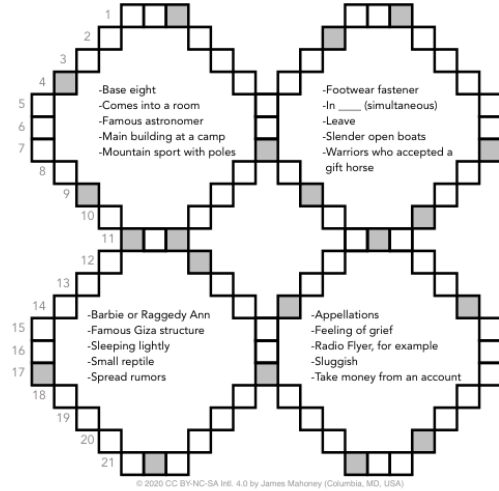 1
2
3
4
5
6
7
8
9
10
11
12
13
14
15
16
17
18
19
20
21
-Base eight
-Comes into a room
-Famous astronomer
-Main building at a camp
-Mountain sport with poles
-Footwear fastener
-In ____ (simultaneous)
-Leave
-Slender open boats
-Warriors who accepted a
gift horse
-Barbie or Raggedy Ann
-Famous Giza structure
-Sleeping lightly
-Small reptile
-Spread rumors
-Appellations
-Feeling of grief
-Radio Flyer, for example
-Sluggish
-Take money from an account
© 2020 CC BY-NC-SA Intl. 4.0 by James Mahoney (Columbia, MD, USA)